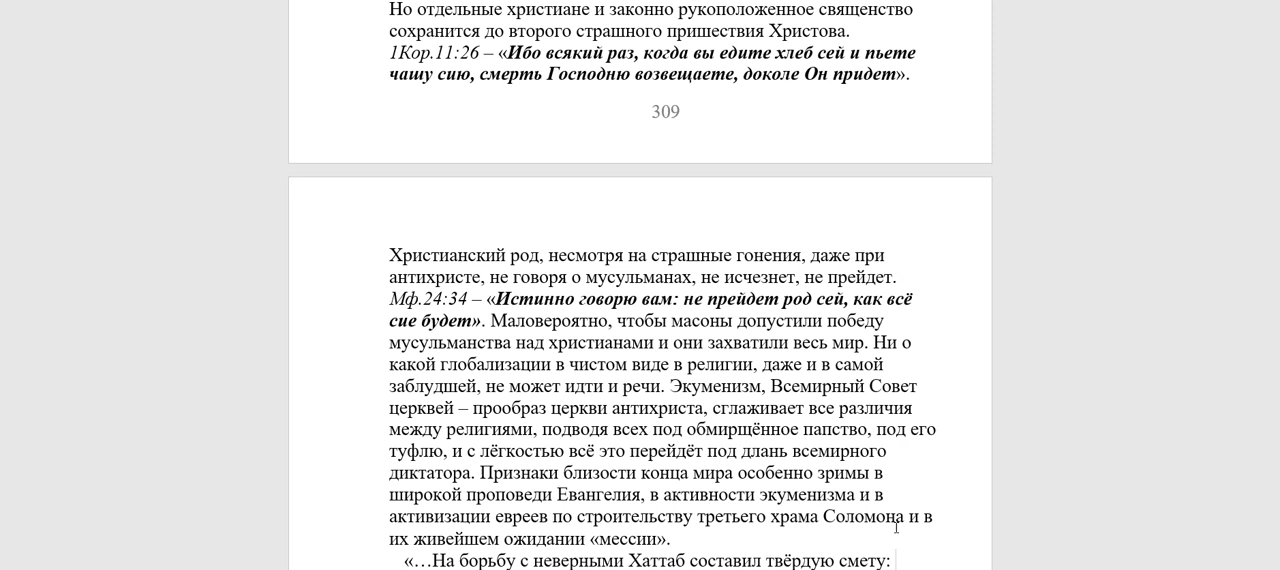 Но отдельные христиане и законно рукоположенное священство
сохранится до второго страшного пришествия Христова.
1Кор.11:26 – «Ибо всякий раз, когда вы едите хлеб сей и пьете
чашу сию, смерть Господню возвещаете, доколе Он придет».
309
Христианский род, несмотря на страшные гонения, даже при
антихристе, не говоря о мусульманах, не исчезнет, не прейдет.
Мф.24:34 – «Истинно говорю вам: не прейдет род сей, как всё
сие будет». Маловероятно, чтобы масоны допустили победу
мусульманства над христианами и они захватили весь мир. Ни о
какой глобализации в чистом виде в религии, даже и в самой
заблудшей, не может идти и речи. Экуменизм, Всемирный Совет
церквей – прообраз церкви антихриста, сглаживает все различия
между религиями, подводя всех под обмирщённое папство, под его
туфлю, и с лёгкостью всё это перейдёт под длань всемирного
диктатора. Признаки близости конца мира особенно зримы в
широкой проповеди Евангелия, в активности экуменизма и в
активизации евреев по строительству третьего храма Соломона и в
их живейшем ожидании «мессии».
«…На борьбу с неверными Хаттаб составил твёрдую смету: